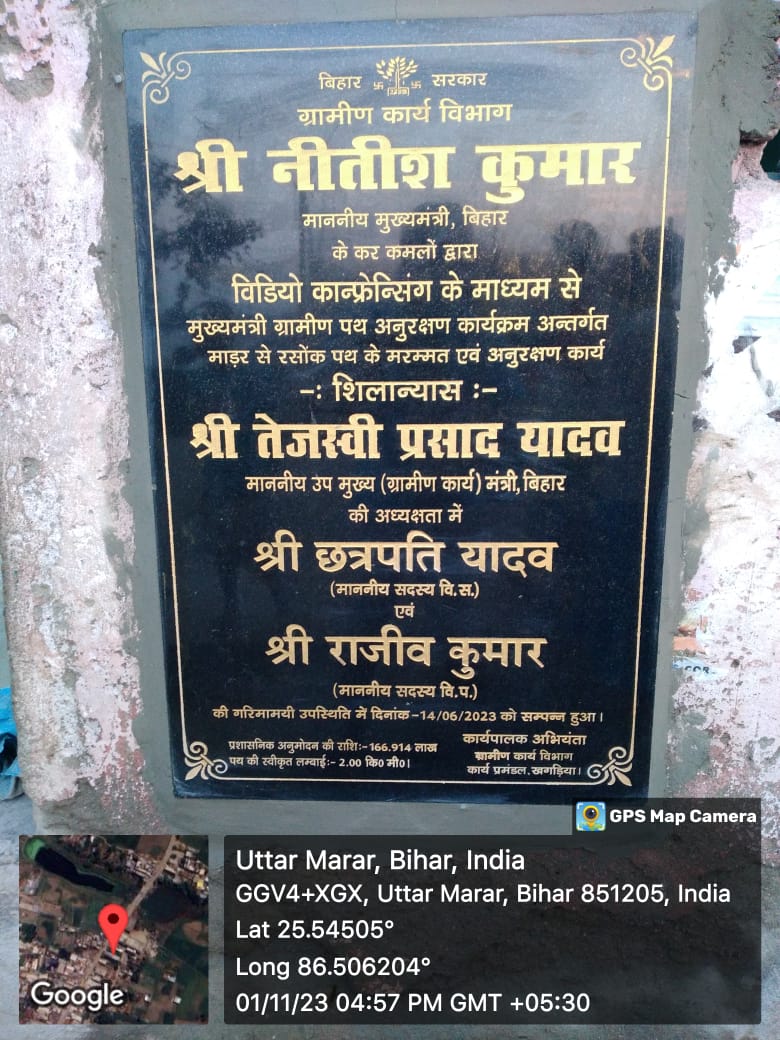 बिहार सरकार
ग्रामीण कार्य विभाग
श्री नीतीश कुमार
माननीय मुख्यमंत्री, बिहार
के कर कमलों द्वारा
विडियो कान्फ्रेन्सिंग के माध्यम से
मुख्यमंत्री ग्रामीण पथ अनुरक्षण कार्यक्रम अन्तर्गत
माड़र से रसोंक पथ के मरम्मत एवं अनुरक्षण कार्य
-: शिलान्यास :-
श्री तेजस्वी प्रसाद यादव
माननीय उप मुख्य (ग्रामीण कार्य) मंत्री, बिहार
की अध्यक्षता में
श्री छत्रपति यादव
(माननीय सदस्य वि.स.)
एवं
श्री राजीव कुमार
(माननीय सदस्य वि.प.)
की गरिमामयी उपस्थिति में दिनांक-14/06/2023 को सम्पन्न हुआ।
प्रशासनिक अनुमोदन की राशि:-166.914 लाख
पथ की स्वीकृत लम्बाई:- 2.00 कि0 मी0।
कार्यपालक अभियंता
ग्रामीण कार्य विभाग
कार्य प्रमंडल, खगड़िया।
GPS Map Camera
Uttar Marar, Bihar, India
GGV4+XGX, Uttar Marar, Bihar 851205, India
Lat 25.54505°
Long 86.506204°
01/11/23 04:57 PM GMT +05:30
Google